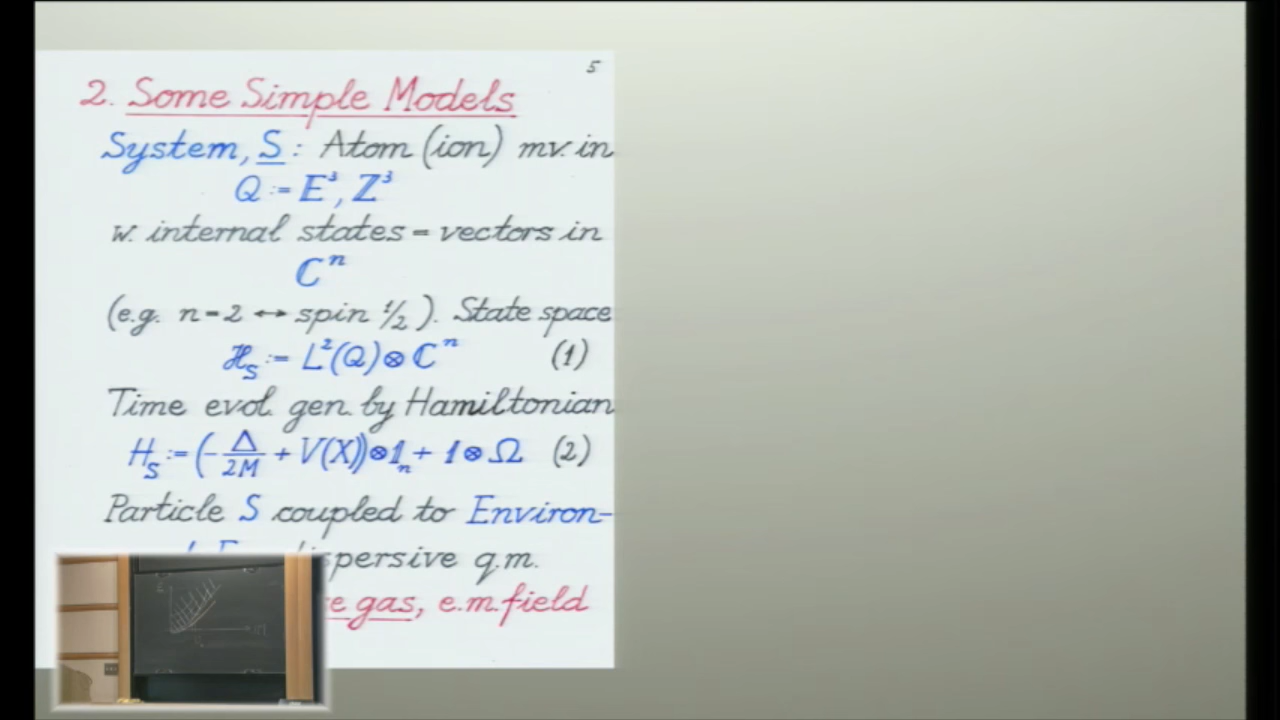 5
2. Some Simple Models
System, S : Atom (ion) mv. in
Q := E³, Z³
w. internal states = vectors in
ℂⁿ
(e.g. n=2 ↔ spin 1/2 ). State space
ℋ_S := L²(Q)⊗ℂⁿ (1)
Time evol. gen. by Hamiltonian
H_S := (-Δ/2M + V(X))⊗1_n + 1⊗Ω (2)
Particle S coupled to Environ-
dispersive q.m.
gas, e.m. field